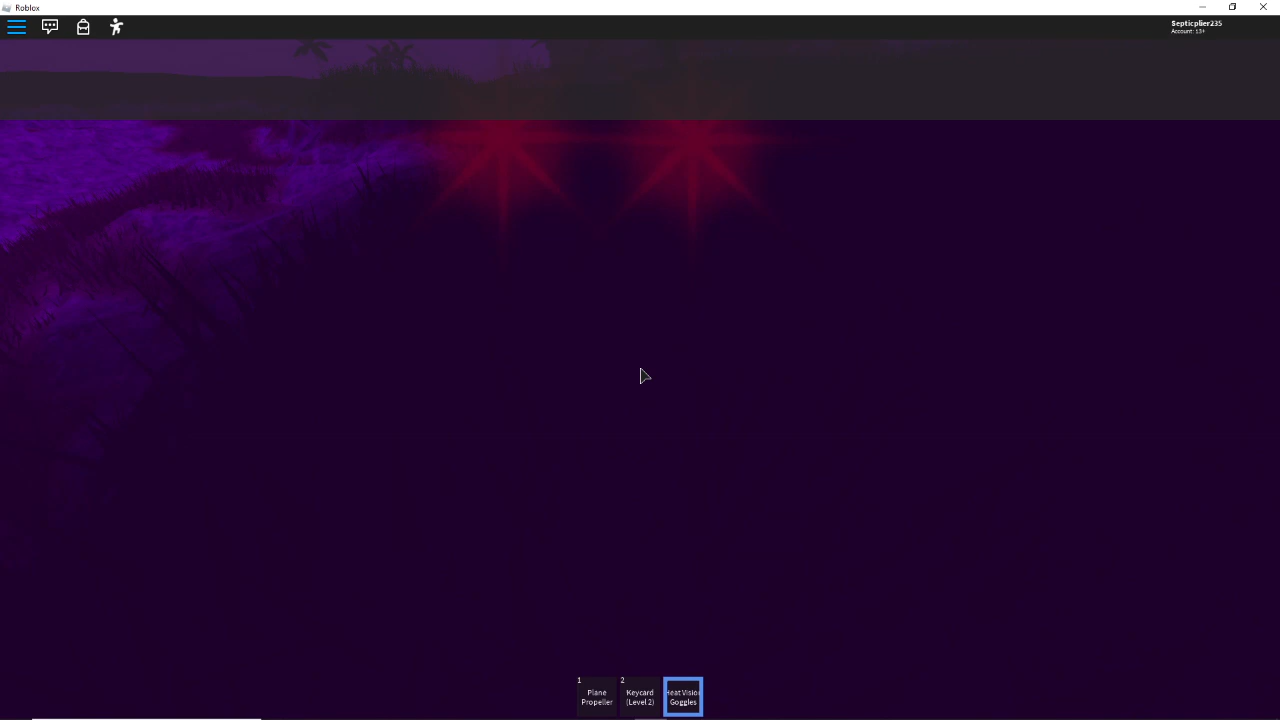 Roblox
Septicplier235
Account: 13+
1
Plane
Propeller
2
Keycard
(Level 2)
Heat Vision
Goggles